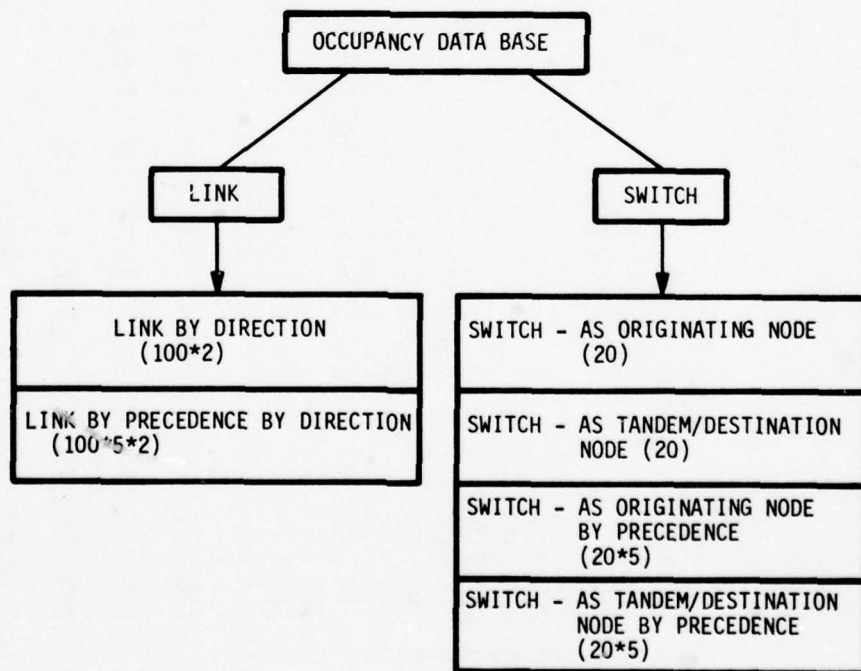 OCCUPANCY DATA BASE
LINK
SWITCH
LINK BY DIRECTION
(100*2)
LINK BY PRECEDENCE BY DIRECTION
(100*5*2)
SWITCH - AS ORIGINATING NODE
(20)
SWITCH - AS TANDEM/DESTINATION
NODE (20)
SWITCH - AS ORIGINATING NODE
BY PRECEDENCE
(20*5)
SWITCH - AS TANDEM/DESTINATION
NODE BY PRECEDENCE
(20*5)